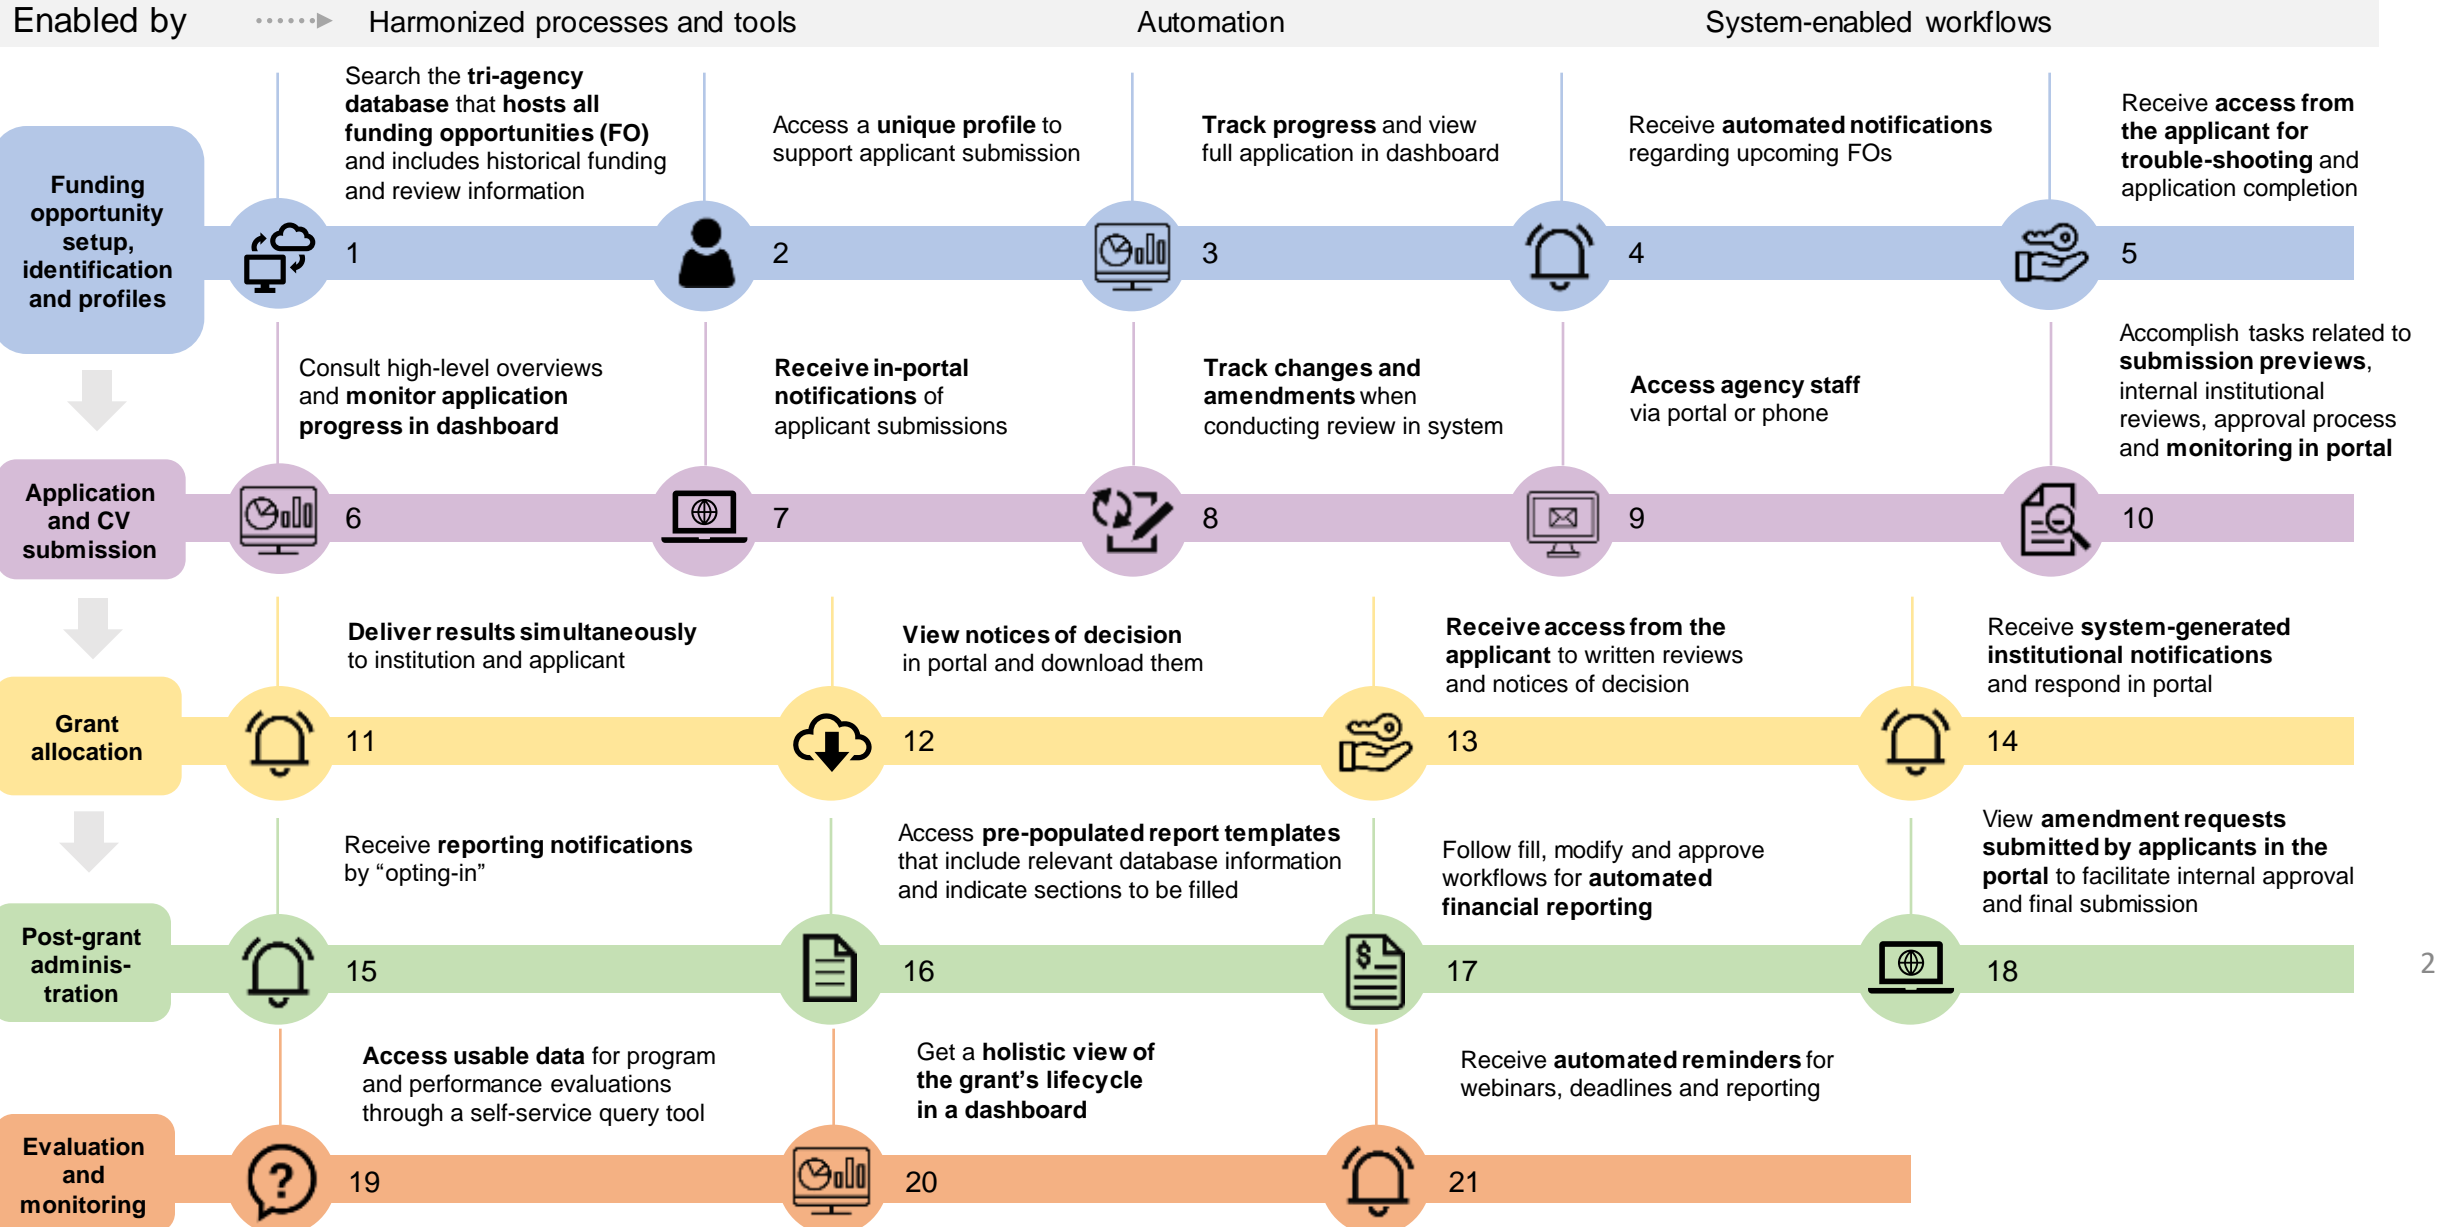 Enabled by
Harmonized processes and tools
Automation
System-enabled workflows
Funding
opportunity
setup,
identification
and profiles
Search the tri-agency
database that hosts all
funding opportunities (FO)
and includes historical funding
and review information
1
Access a unique profile to
support applicant submission
2
Track progress and view
full application in dashboard
3
Receive automated notifications
regarding upcoming FOs
4
Receive access from
the applicant for
trouble-shooting and
application completion
5
Application
and CV
submission
Consult high-level overviews
and monitor application
progress in dashboard
6
Receive in-portal
notifications of
applicant submissions
7
Track changes and
amendments when
conducting review in system
8
Access agency staff
via portal or phone
9
Accomplish tasks related to
submission previews,
internal institutional
reviews, approval process
and monitoring in portal
10
Grant
allocation
Deliver results simultaneously
to institution and applicant
11
View notices of decision
in portal and download them
12
Receive access from the
applicant to written reviews
and notices of decision
13
Receive system-generated
institutional notifications
and respond in portal
14
Post-grant
adminis-
tration
Receive reporting notifications
by “opting-in”
15
Access pre-populated report templates
that include relevant database information
and indicate sections to be filled
16
Follow fill, modify and approve
workflows for automated
financial reporting
$
17
View amendment requests
submitted by applicants in the
portal to facilitate internal approval
and final submission
18
2
Evaluation
and
monitoring
Access usable data for program
and performance evaluations
through a self-service query tool
?
19
Get a holistic view of
the grant’s lifecycle
in a dashboard
20
Receive automated reminders for
webinars, deadlines and reporting
21